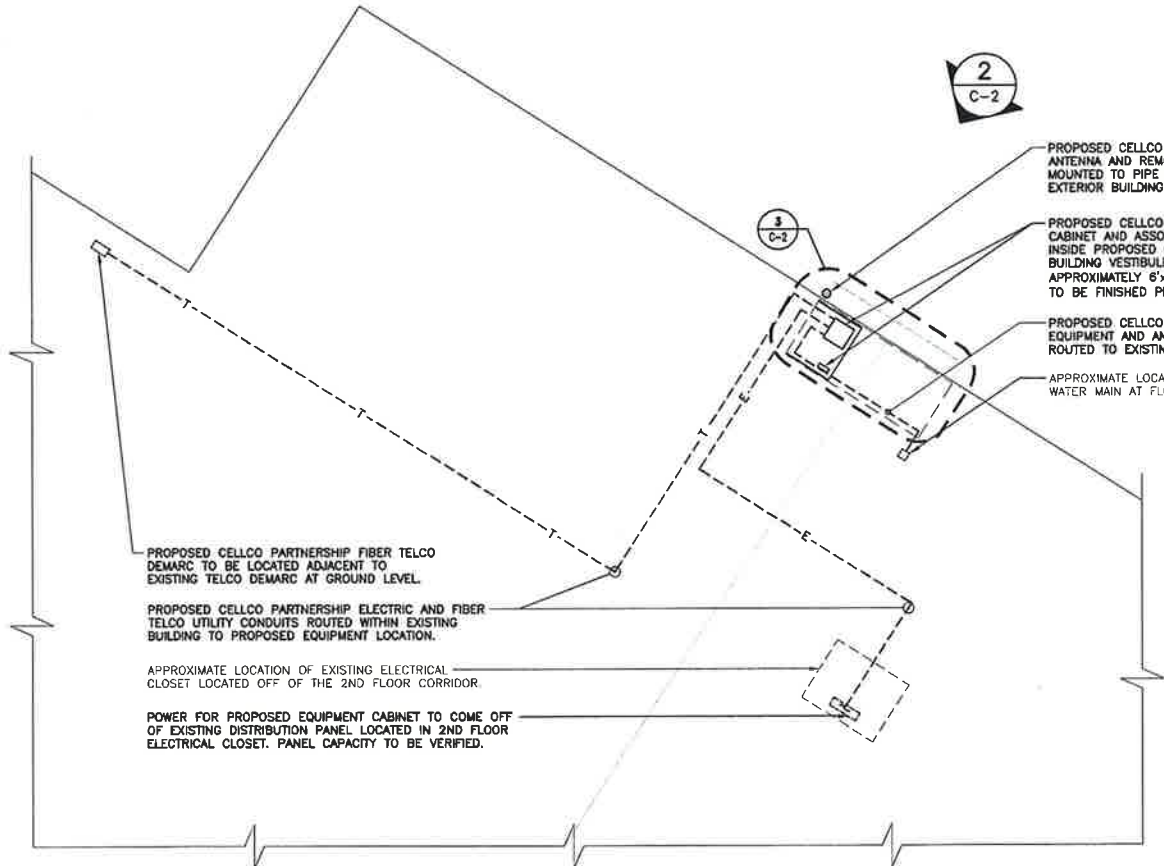 2
C-2
PROPOSED CELLCO
ANTENNA AND REM
MOUNTED TO PIPE
EXTERIOR BUILDING
3
C-2
PROPOSED CELLCO
CABINET AND ASSO
INSIDE PROPOSED
BUILDING VESTIBUL
APPROXIMATELY 6'x
TO BE FINISHED P
PROPOSED CELLCO
EQUIPMENT AND AN
ROUTED TO EXISTIN
APPROXIMATE LOCA
WATER MAIN AT FL
T
T
T
T
E
E
PROPOSED CELLCO PARTNERSHIP FIBER TELCO
DEMARC TO BE LOCATED ADJACENT TO
EXISTING TELCO DEMARC AT GROUND LEVEL.
PROPOSED CELLCO PARTNERSHIP ELECTRIC AND FIBER
TELCO UTILITY CONDUITS ROUTED WITHIN EXISTING
BUILDING TO PROPOSED EQUIPMENT LOCATION.
APPROXIMATE LOCATION OF EXISTING ELECTRICAL
CLOSET LOCATED OFF OF THE 2ND FLOOR CORRIDOR.
POWER FOR PROPOSED EQUIPMENT CABINET TO COME OFF
OF EXISTING DISTRIBUTION PANEL LOCATED IN 2ND FLOOR
ELECTRICAL CLOSET. PANEL CAPACITY TO BE VERIFIED.